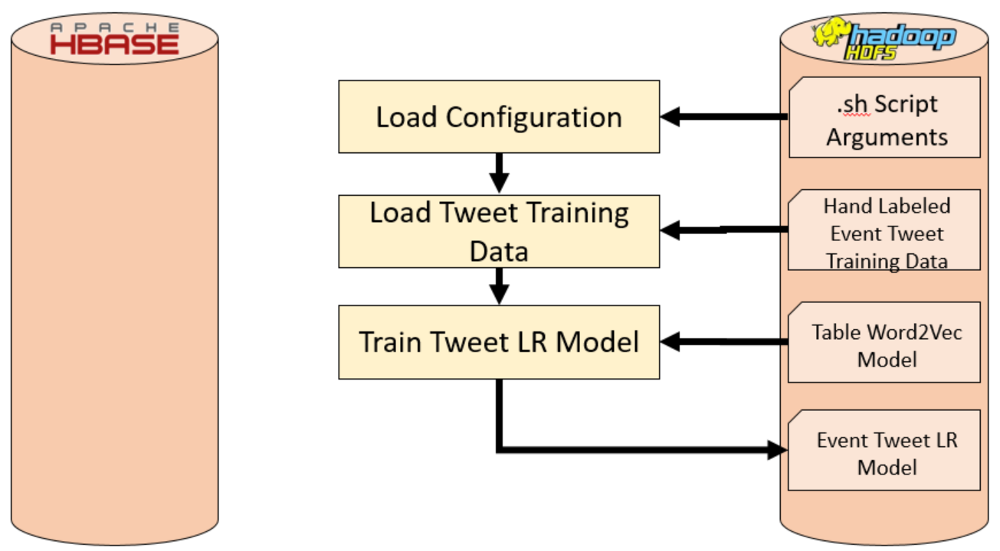 APACHE
HBASE
hadoop
HDFS
Load Configuration
.sh Script
Arguments
Load Tweet Training
Data
Hand Labeled
Event Tweet
Training Data
Train Tweet LR Model
Table Word2Vec
Model
Event Tweet LR
Model